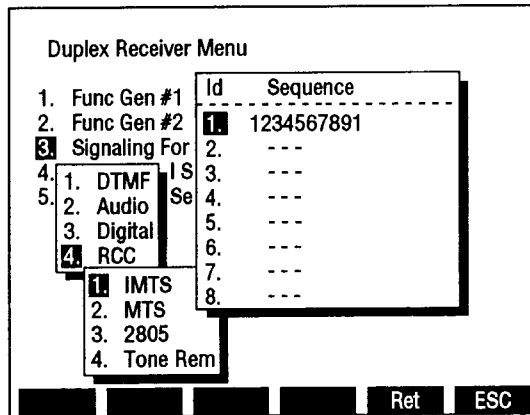 Duplex Receiver Menu
1. Func Gen #1
2. Func Gen #2
3. Signaling For
4. I S
5. Se
1. DTMF
2. Audio
3. Digital
4. RCC
1. IMTS
2. MTS
3. 2805
4. Tone Rem
Id Sequence
1. 1234567891
2. ---
3. ---
4. ---
5. ---
6. ---
7. ---
8. ---
Ret ESC